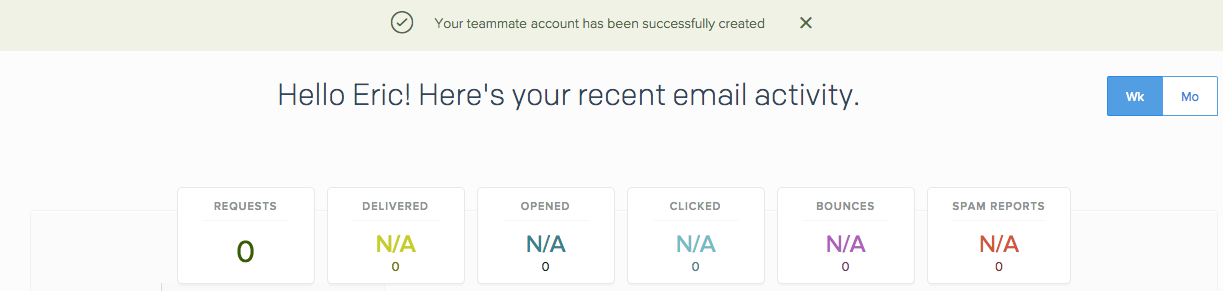 Your teammate account has been successfully created
Hello Eric! Here's your recent email activity.
Wk Mo
REQUESTS DELIVERED OPENED CLICKED BOUNCES SPAM REPORTS
0 N/A N/A N/A N/A N/A
0 0 0 0 0